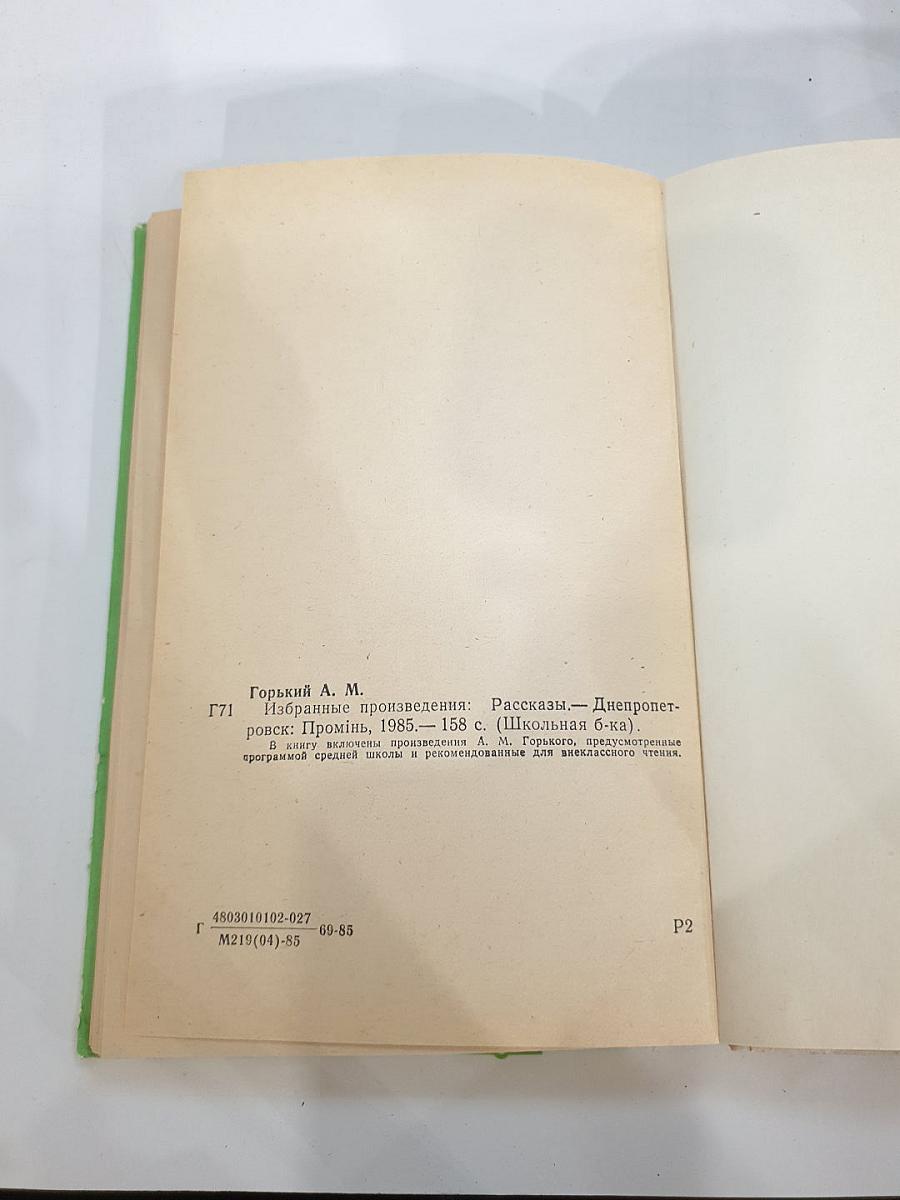 Горький А. М.
Г71 Избранные произведения: Рассказы.— Днепропет-
ровск: Промінь, 1985.— 158 с. (Школьная б-ка).
В книгу включены произведения А. М. Горького, предусмотренные
программой средней школы и рекомендованные для внеклассного чтения.
4803010102-027
Г 69-85
М219(04)-85
Р2